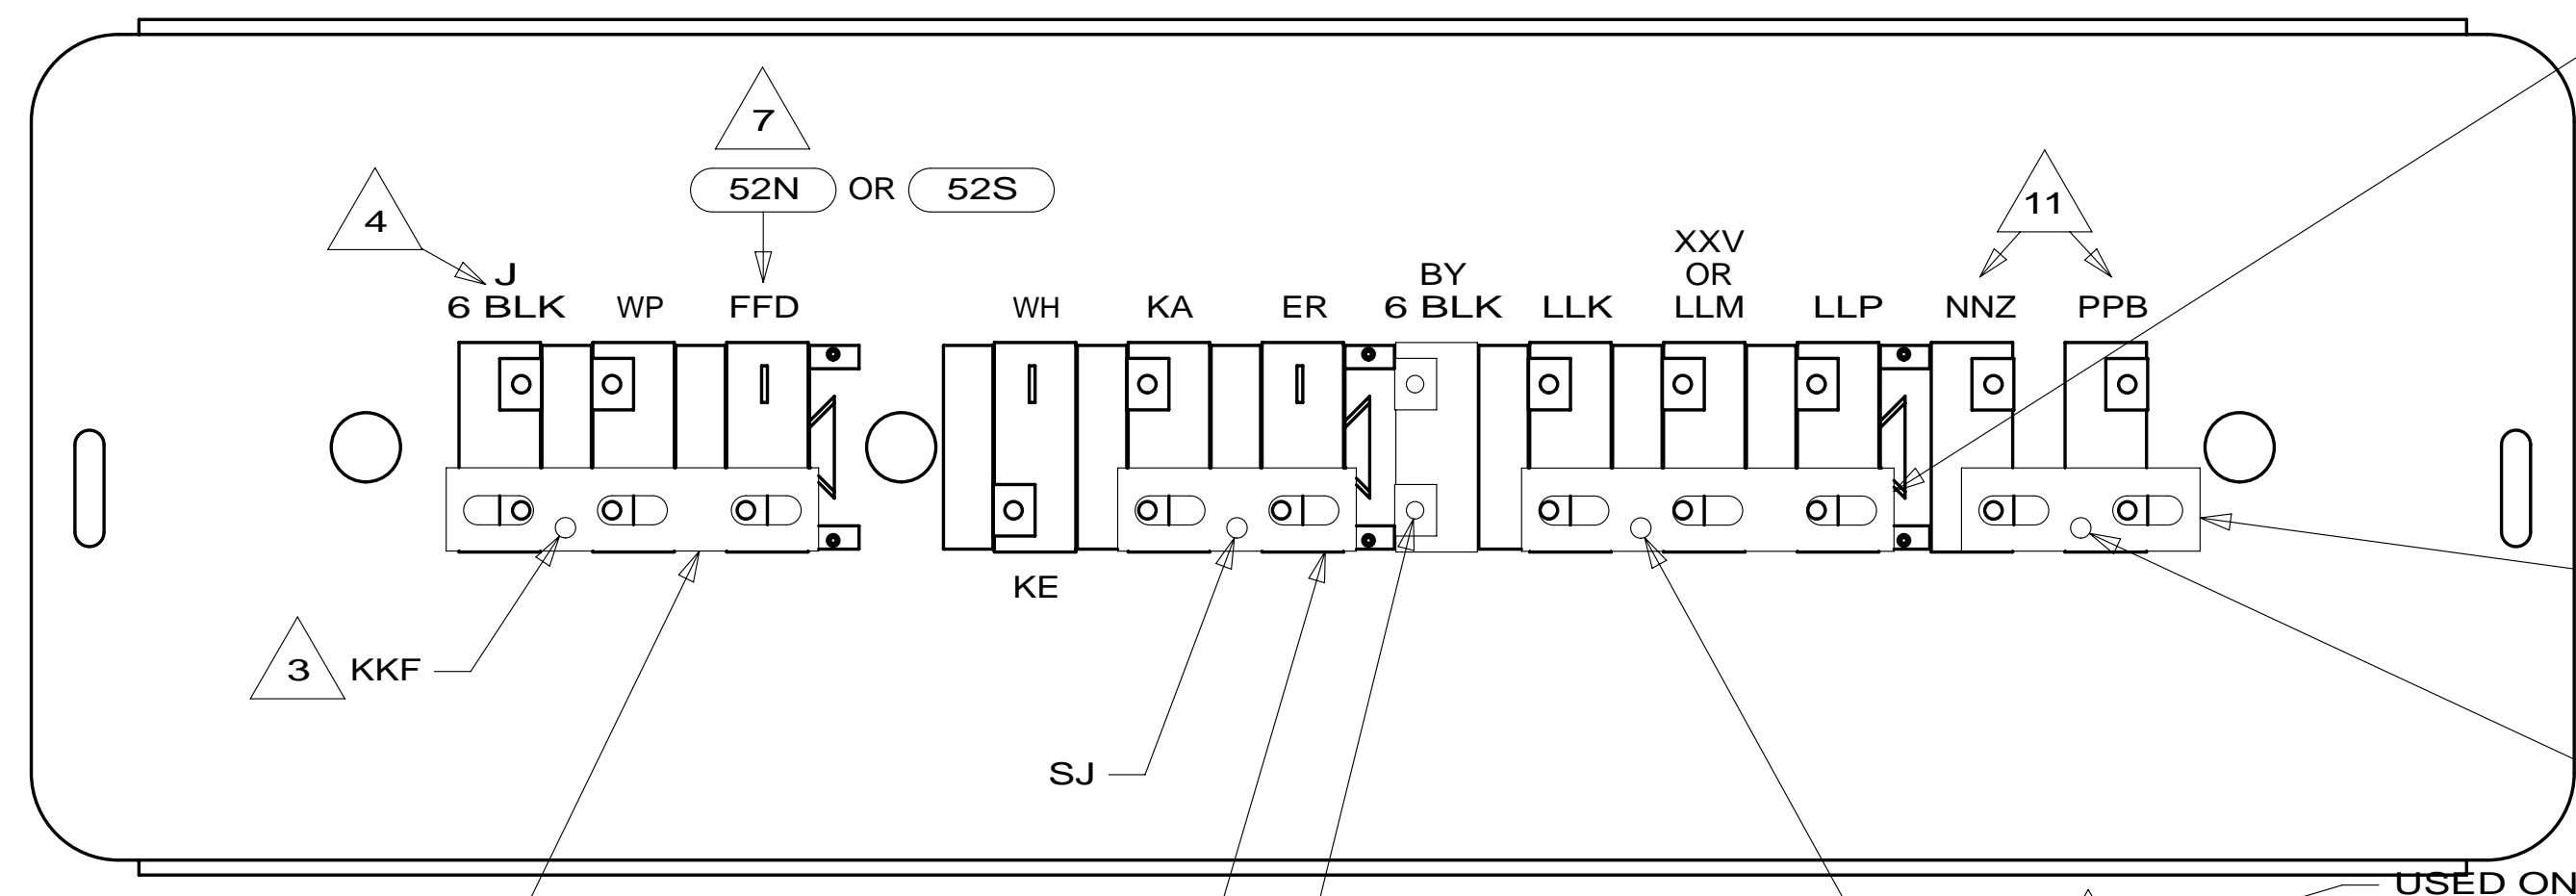 7
52N OR 52S
4
11
J
6 BLK
WP
FFD
WH
KA
ER
BY
6 BLK
LLK
XXV
OR
LLM
LLP
NNZ
PPB
KE
3 KKF
SJ
USED ON